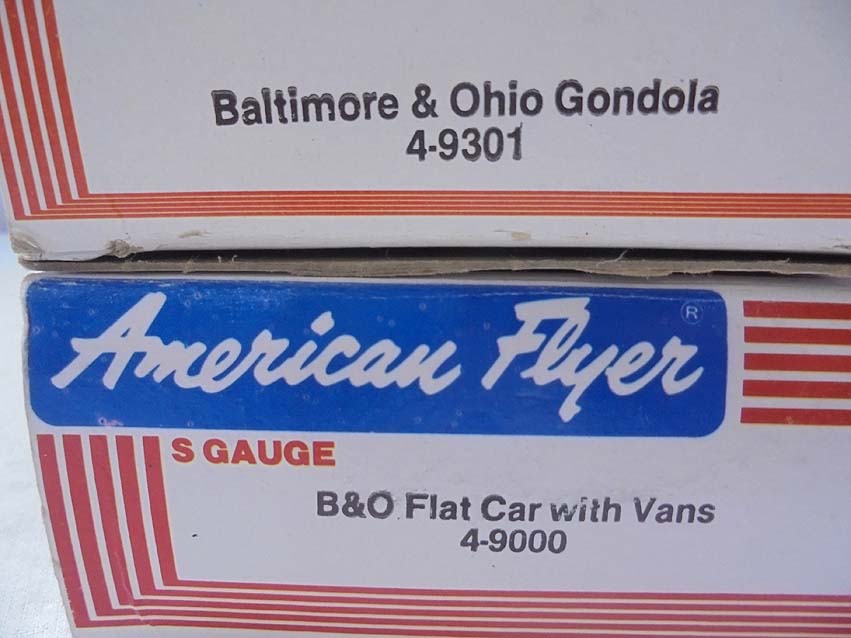 Baltimore & Ohio Gondola
4-9301
American Flyer ®
S GAUGE
B&O Flat Car with Vans
4-9000